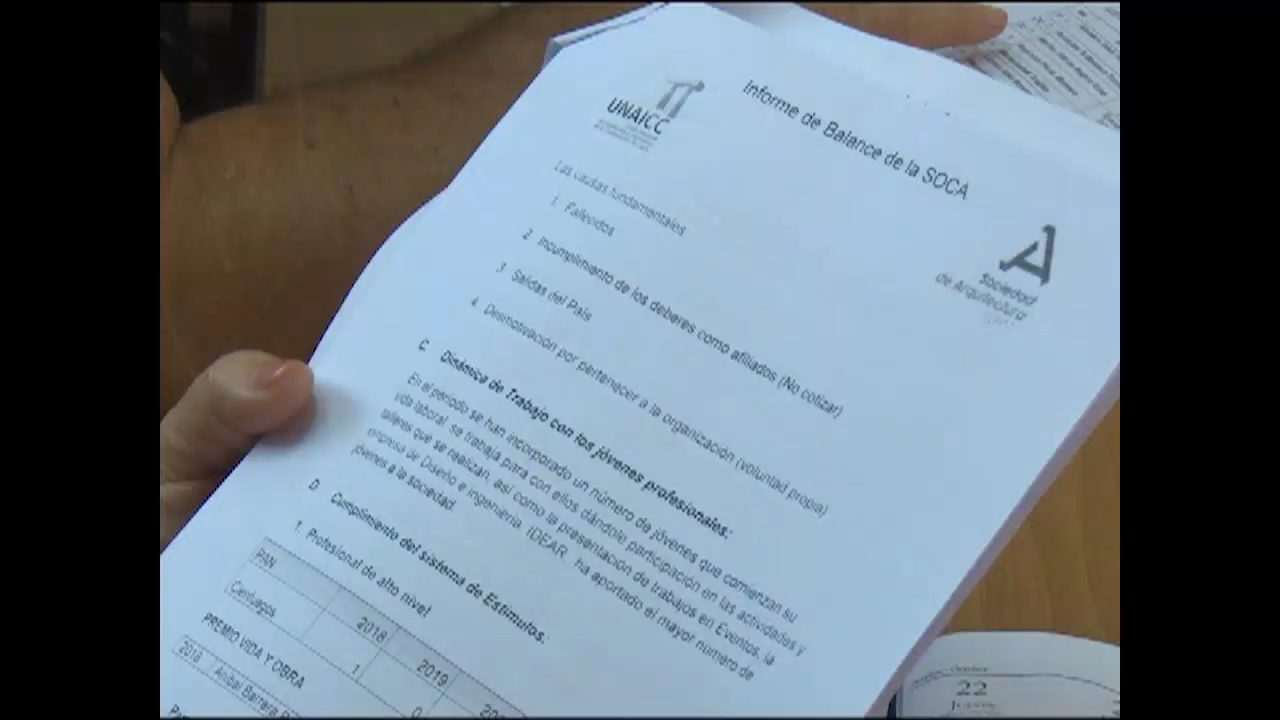 Informe de Balance de la SOCA
UNAICC
Sociedad
de Arquitectura
Las causas fundamentales
1. Fallecidos
2. Incumplimiento de los deberes como afiliados (No cotizar)
3. Salidas del País
4. Desmotivación por pertenecer a la organización (voluntad propia)
C. Dinámica de Trabajo con los jóvenes profesionales:
En el período se han incorporado un número de jóvenes que comienzan su
vida laboral, se trabaja para con ellos dándole participación en las actividades y
talleres que se realizan, así como la presentación de trabajos en Eventos, la
empresa de Diseño e ingeniería, IDEAR, ha aportado el mayor número de
jóvenes a la sociedad.
D. Cumplimiento del sistema de Estímulos:
1. Profesional de alto nivel
PAN 2018 2019
Cienfuegos 1 0
PREMIO VIDA Y OBRA
2018 Anibal Barrera
22